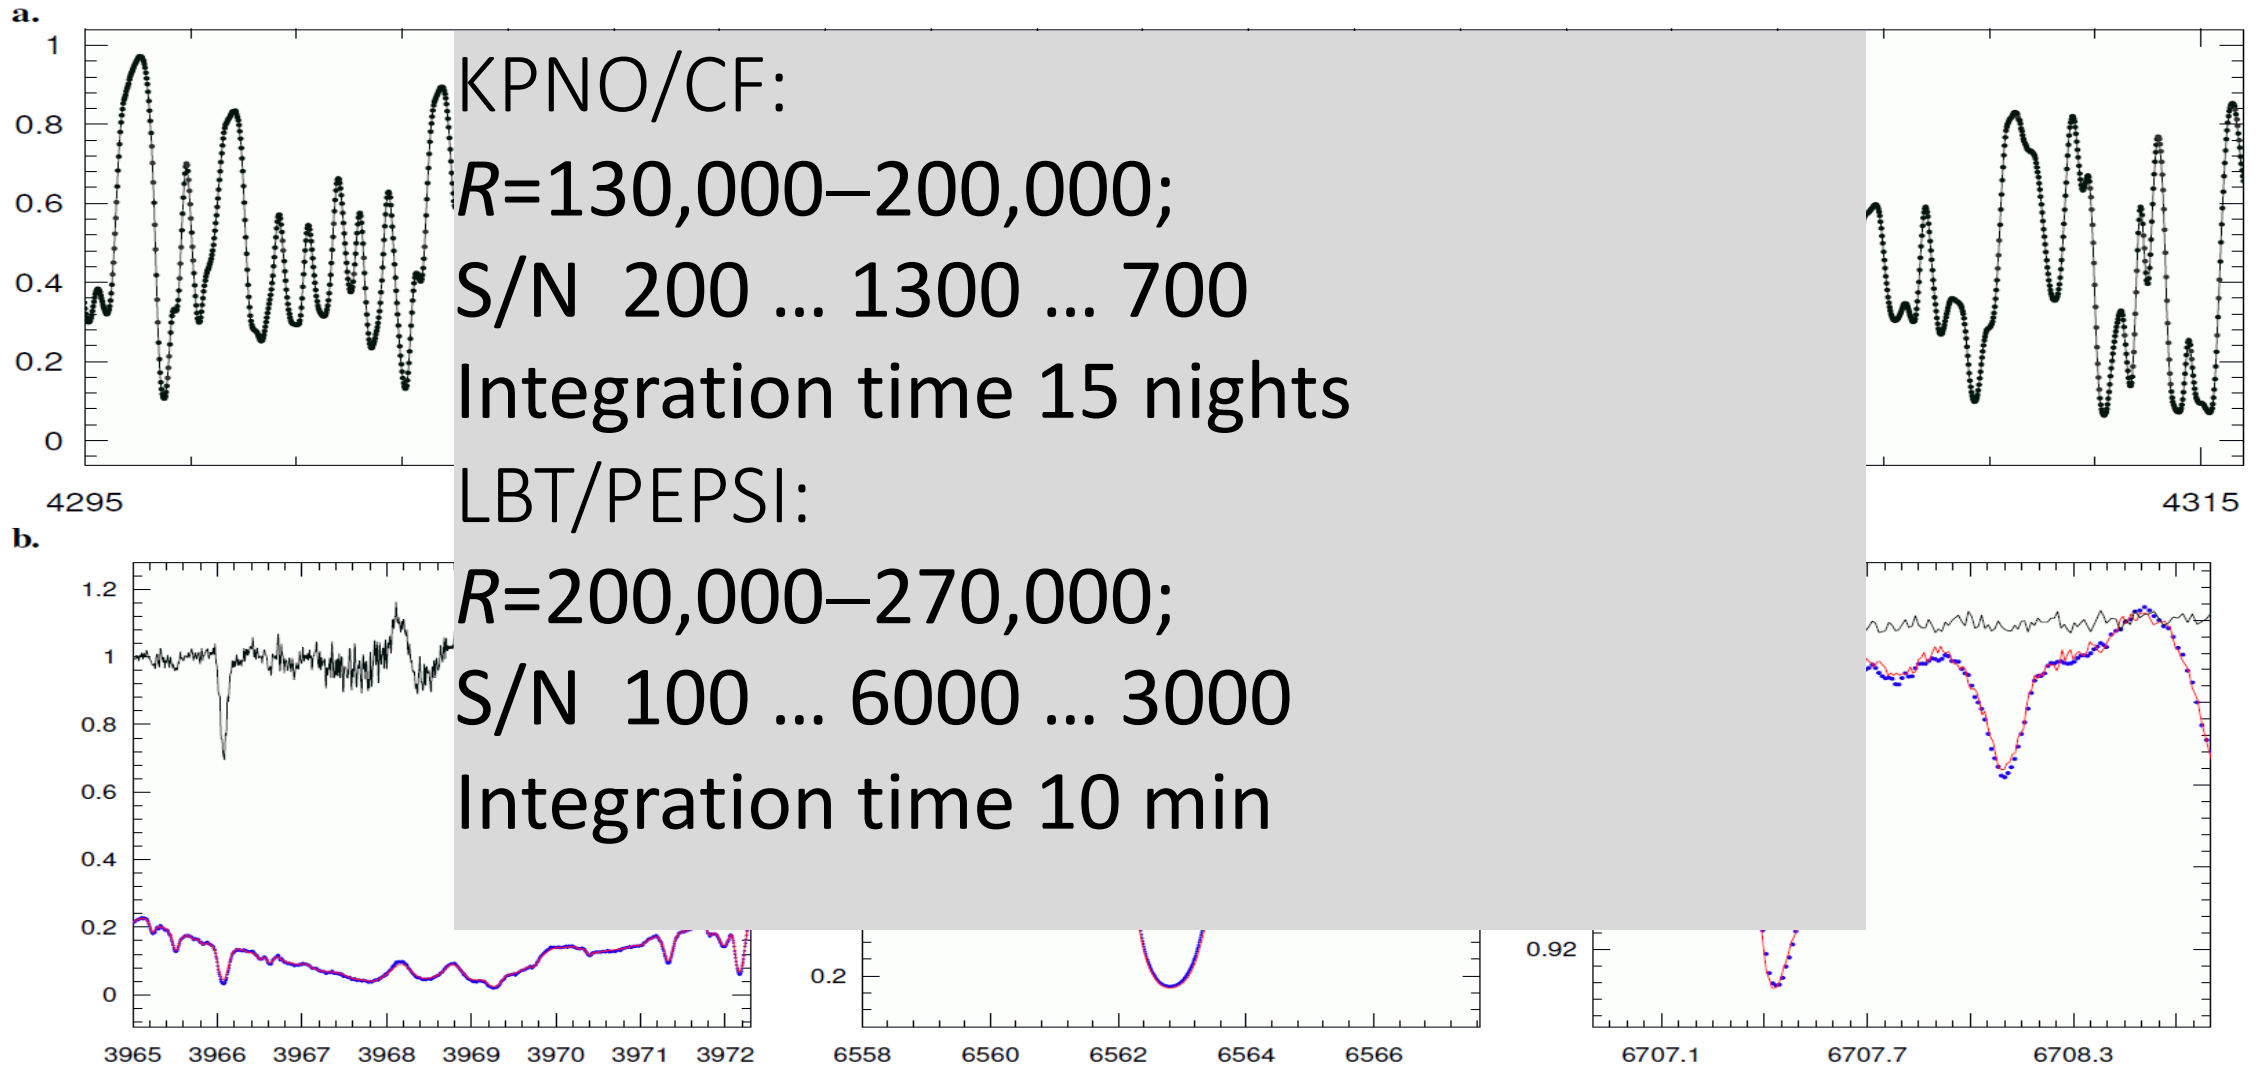 a.
1
0.8
0.6
0.4
0.2
0
4295
4315
KPNO/CF:
R=130,000–200,000;
S/N 200 ... 1300 ... 700
Integration time 15 nights
LBT/PEPSI:
R=200,000–270,000;
S/N 100 ... 6000 ... 3000
Integration time 10 min
b.
1.2
1
0.8
0.6
0.4
0.2
0
3965 3966 3967 3968 3969 3970 3971 3972
0.2
6558 6560 6562 6564 6566
0.92
6707.1 6707.7 6708.3